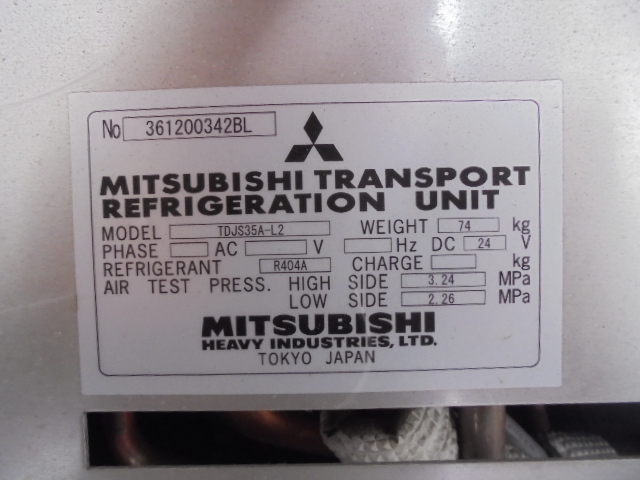 No 361200342BL
MITSUBISHI TRANSPORT
REFRIGERATION UNIT
MODEL TDJS35A-L2 WEIGHT 74 kg
PHASE AC V Hz DC 24 V
REFRIGERANT R404A CHARGE kg
AIR TEST PRESS. HIGH SIDE 3.24 MPa
LOW SIDE 2.26 MPa
MITSUBISHI
HEAVY INDUSTRIES, LTD.
TOKYO JAPAN